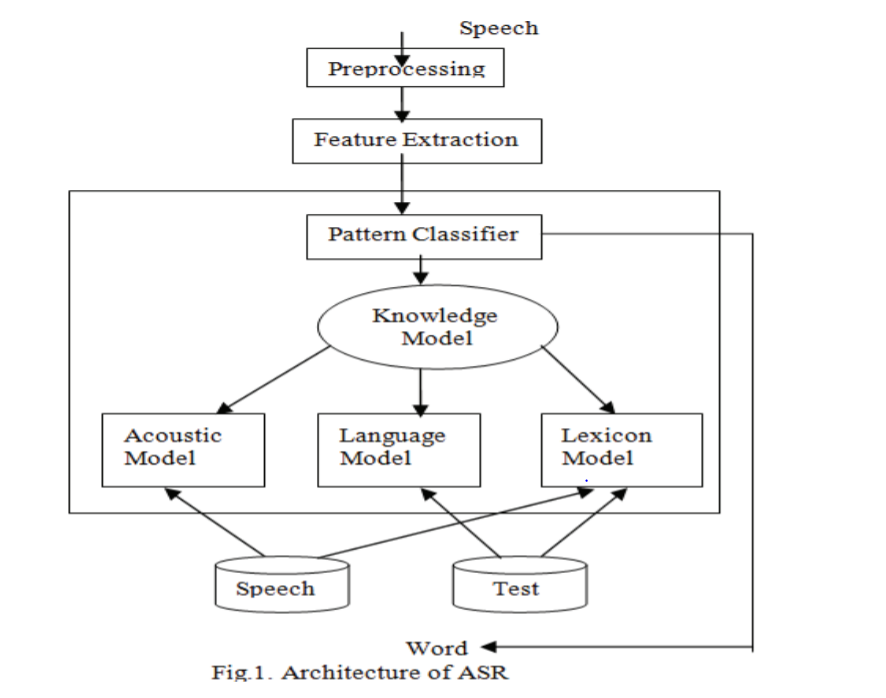 Speech
Preprocessing
Feature Extraction
Pattern Classifier
Knowledge
Model
Acoustic
Model
Language
Model
Lexicon
Model
Speech
Test
Word
Fig.1. Architecture of ASR